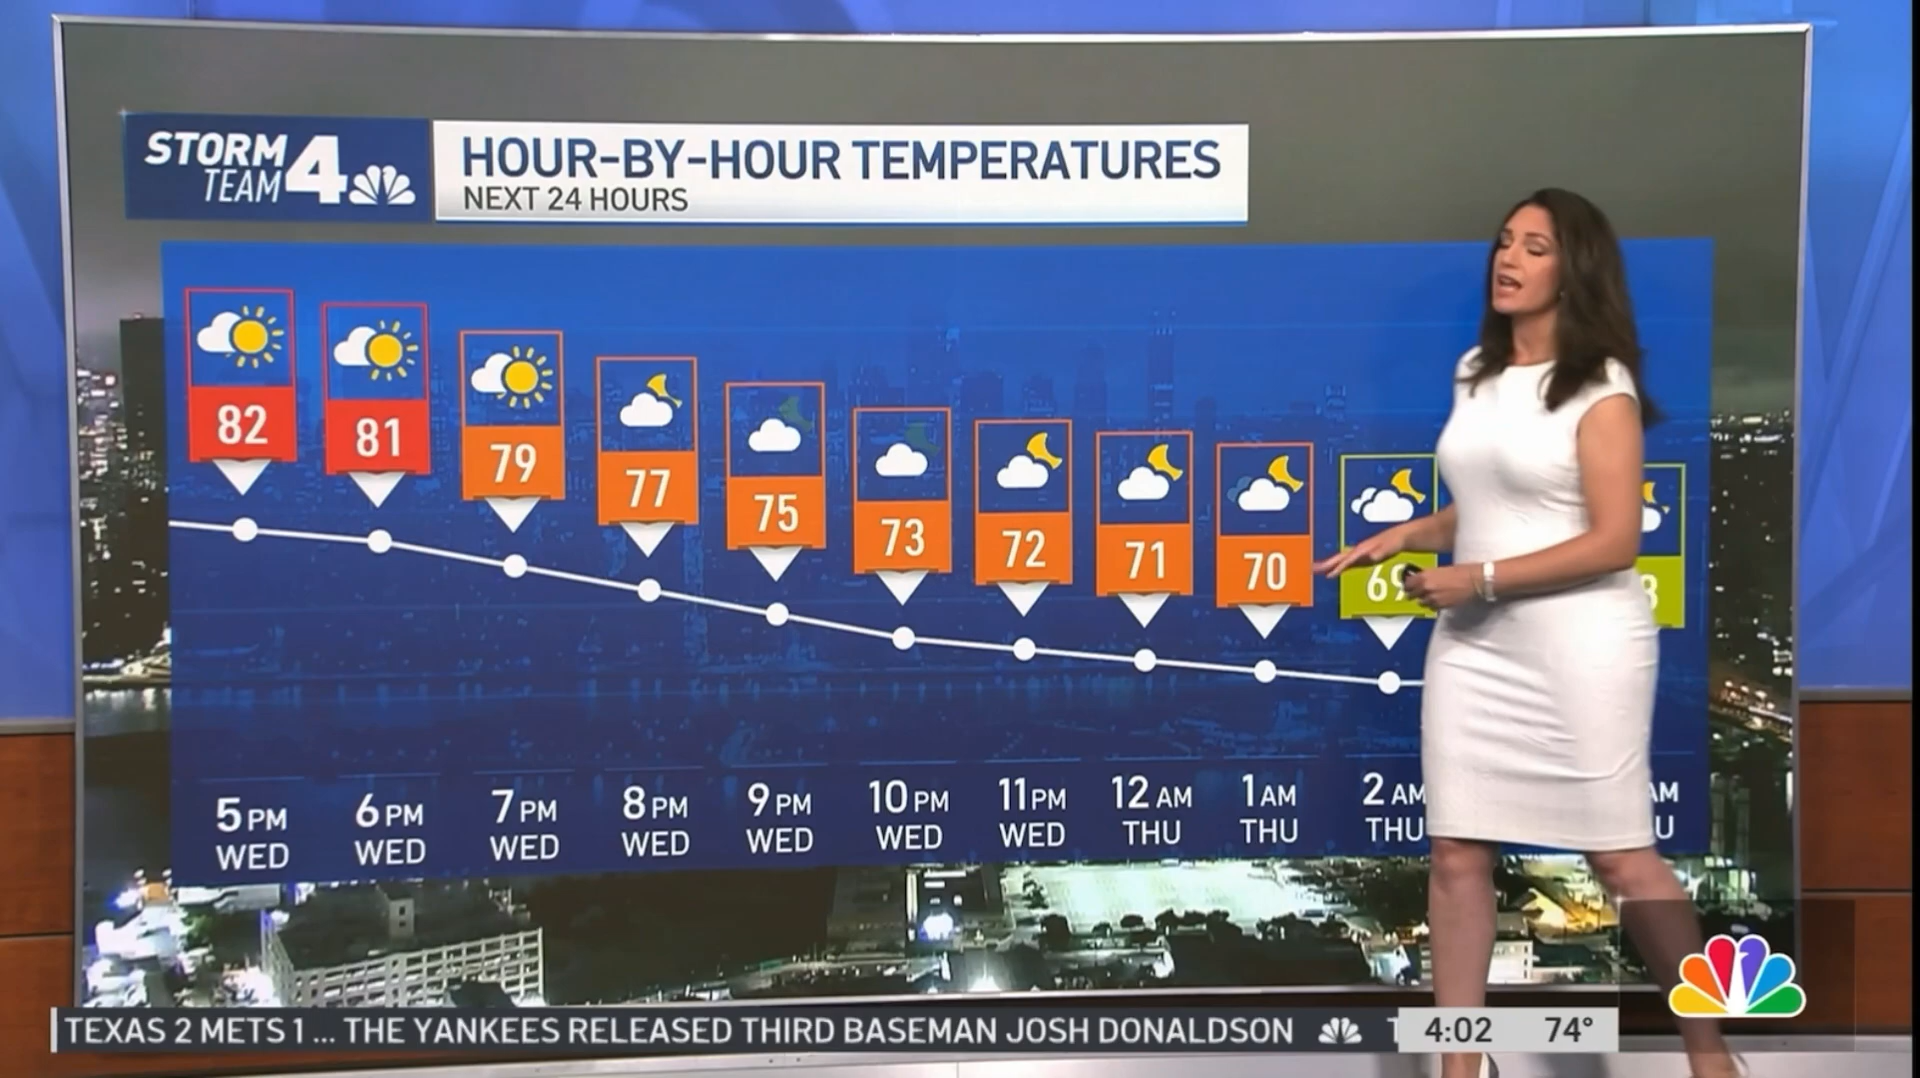 STORM
TEAM 4
HOUR-BY-HOUR TEMPERATURES
NEXT 24 HOURS
82
81
79
77
75
73
72
71
70
5 PM
WED
6 PM
WED
7 PM
WED
8 PM
WED
9 PM
WED
10 PM
WED
11 PM
WED
12 AM
THU
1 AM
THU
2 AM
THU
TEXAS 2 METS 1 ... THE YANKEES RELEASED THIRD BASEMAN JOSH DONALDSON
4:02 74°